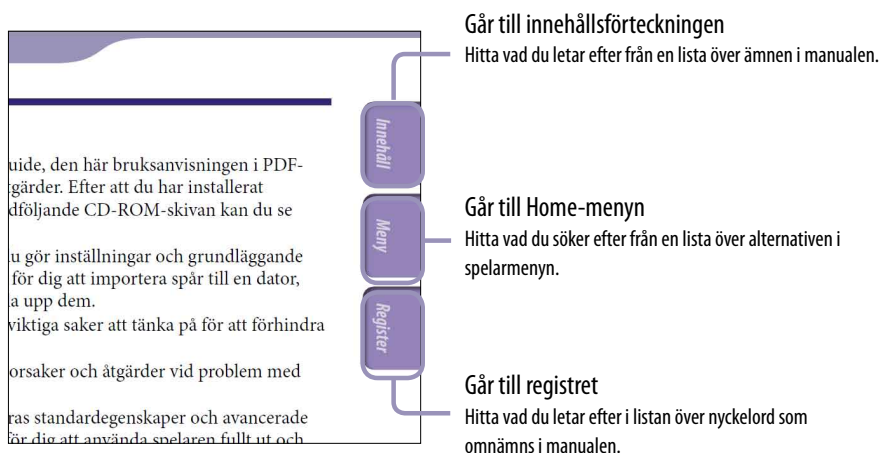 uide, den här bruksanvisningen i PDF-
gärder. Efter att du har installerat
dföljande CD-ROM-skivan kan du se
u gör inställningar och grundläggande
för dig att importera spår till en dator,
a upp dem.
viktiga saker att tänka på för att förhindra
orsaker och åtgärder vid problem med
ras standardegenskaper och avancerade
för dig att använda spelaren fullt ut och
Innehåll
Meny
Register
Går till innehållsförteckningen
Hitta vad du letar efter från en lista över ämnen i manualen.
Går till Home-menyn
Hitta vad du söker efter från en lista över alternativen i
spelarmenyn.
Går till registret
Hitta vad du letar efter i listan över nyckelord som
omnämns i manualen.